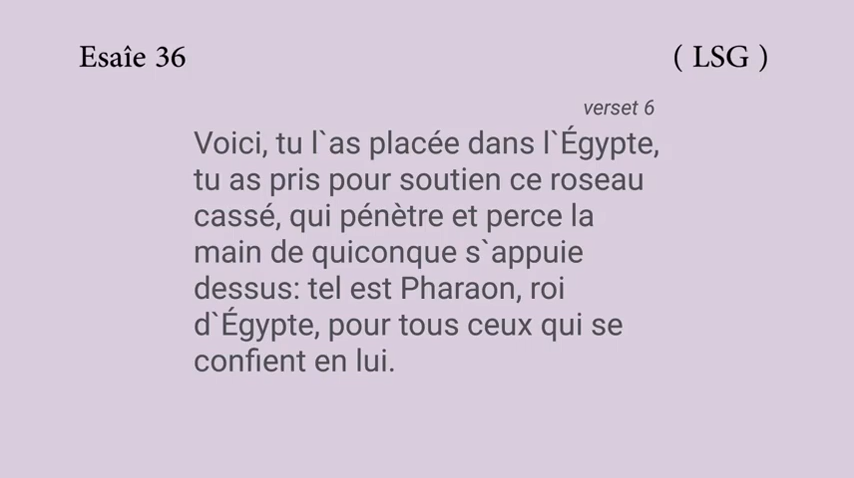 Esaîe 36
( LSG )
verset 6
Voici, tu l`as placée dans l`Égypte,
tu as pris pour soutien ce roseau
cassé, qui pénètre et perce la
main de quiconque s`appuie
dessus: tel est Pharaon, roi
d`Égypte, pour tous ceux qui se
confient en lui.